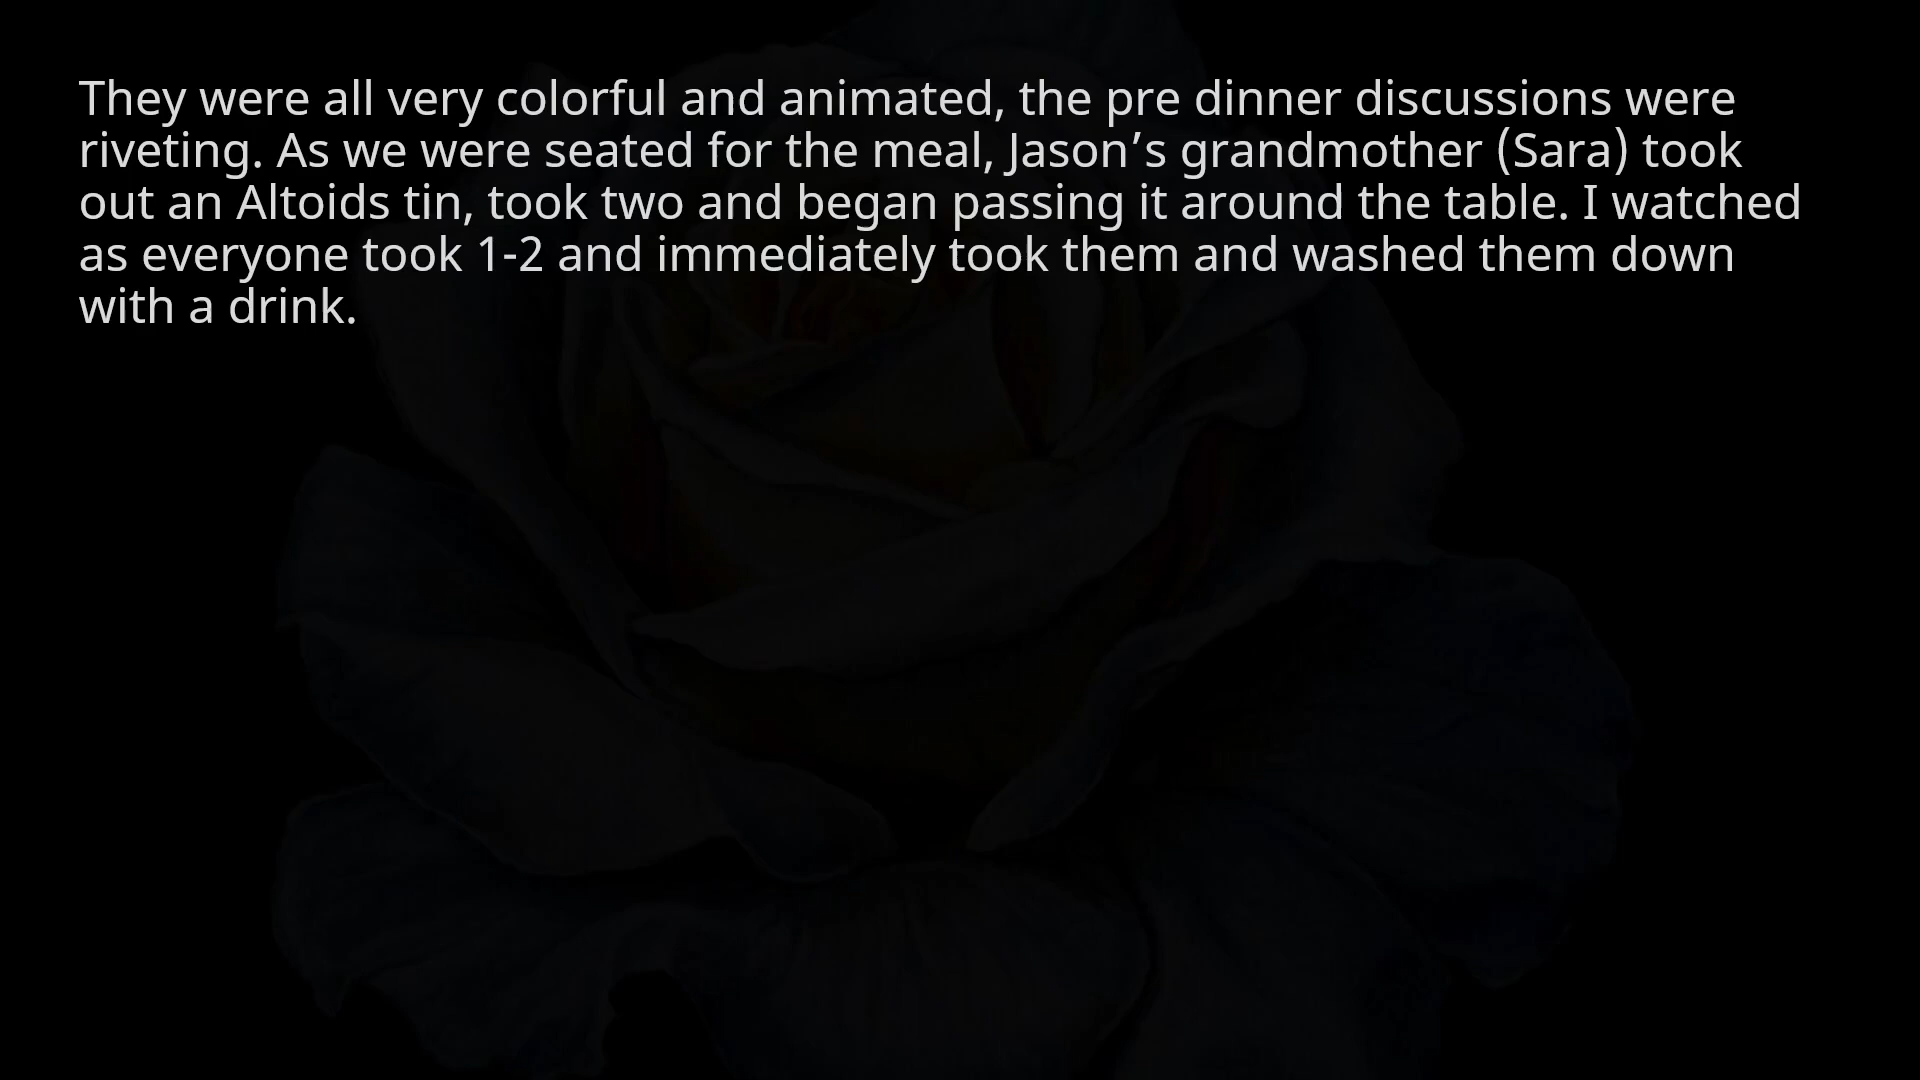 They were all very colorful and animated, the pre dinner discussions were
riveting. As we were seated for the meal, Jason’s grandmother (Sara) took
out an Altoids tin, took two and began passing it around the table. I watched
as everyone took 1-2 and immediately took them and washed them down
with a drink.